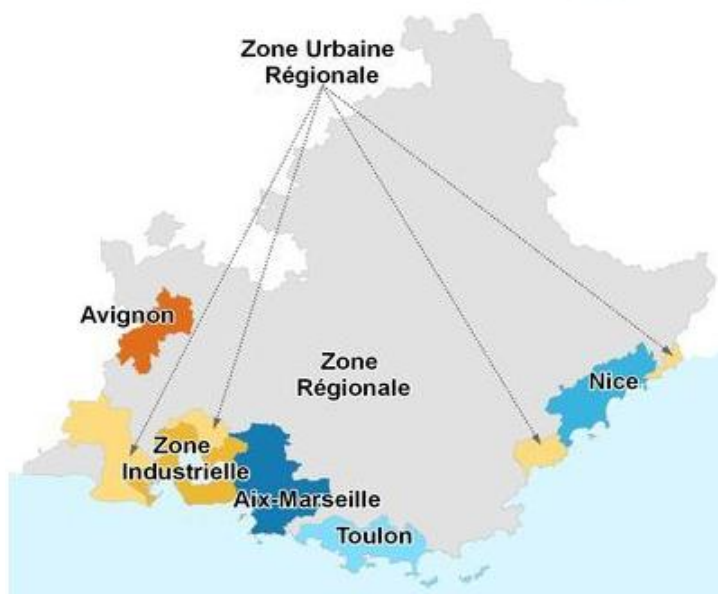 Zone Urbaine
Régionale
Avignon
Zone
Régionale
Nice
Zone
Industrielle
Aix-Marseille
Toulon